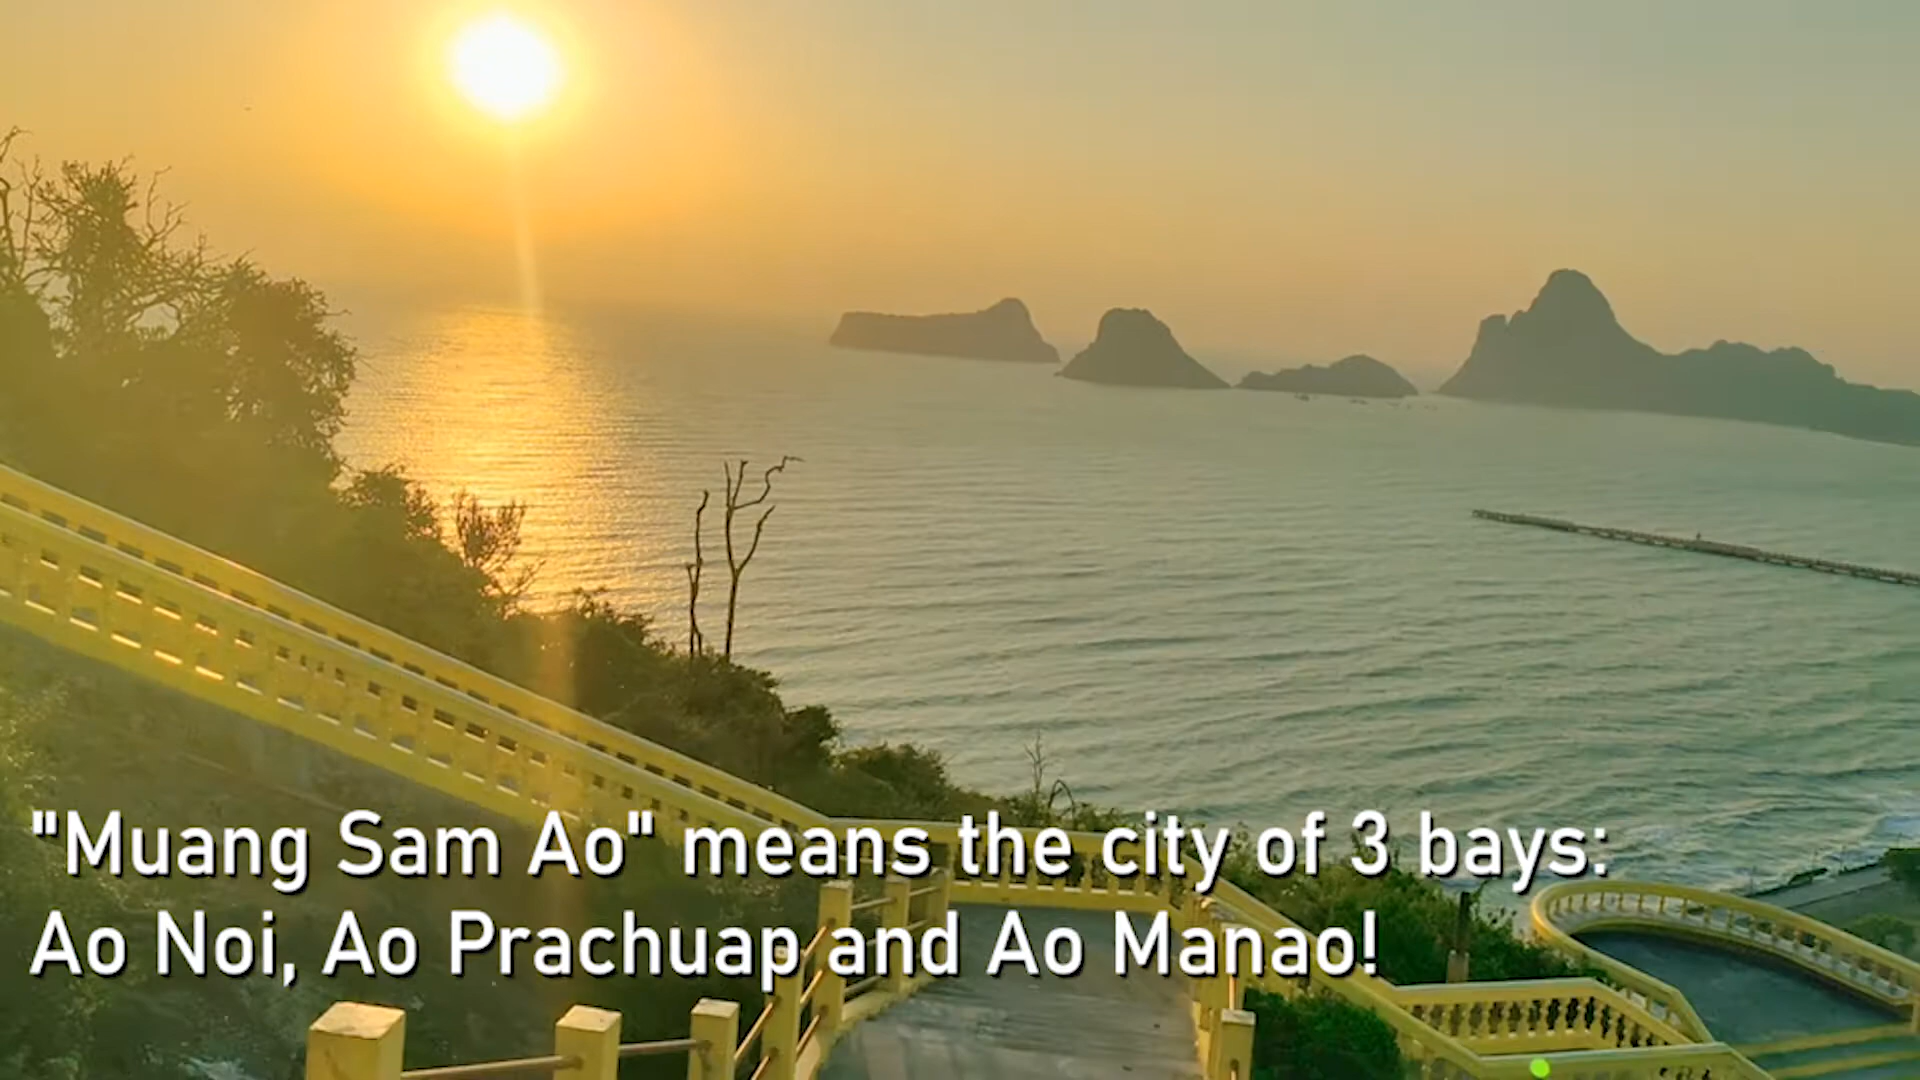 "Muang Sam Ao" means the city of 3 bays:
Ao Noi, Ao Prachuap and Ao Manao!